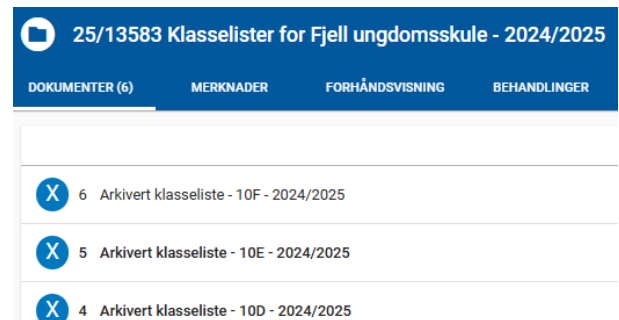 25/13583 Klasselister for Fjell ungdomsskule - 2024/2025
DOKUMENTER (6) MERKNADER FORHÅNDSVISNING BEHANDLINGER
X 6 Arkivert klasseliste - 10F - 2024/2025
X 5 Arkivert klasseliste - 10E - 2024/2025
X 4 Arkivert klasseliste - 10D - 2024/2025